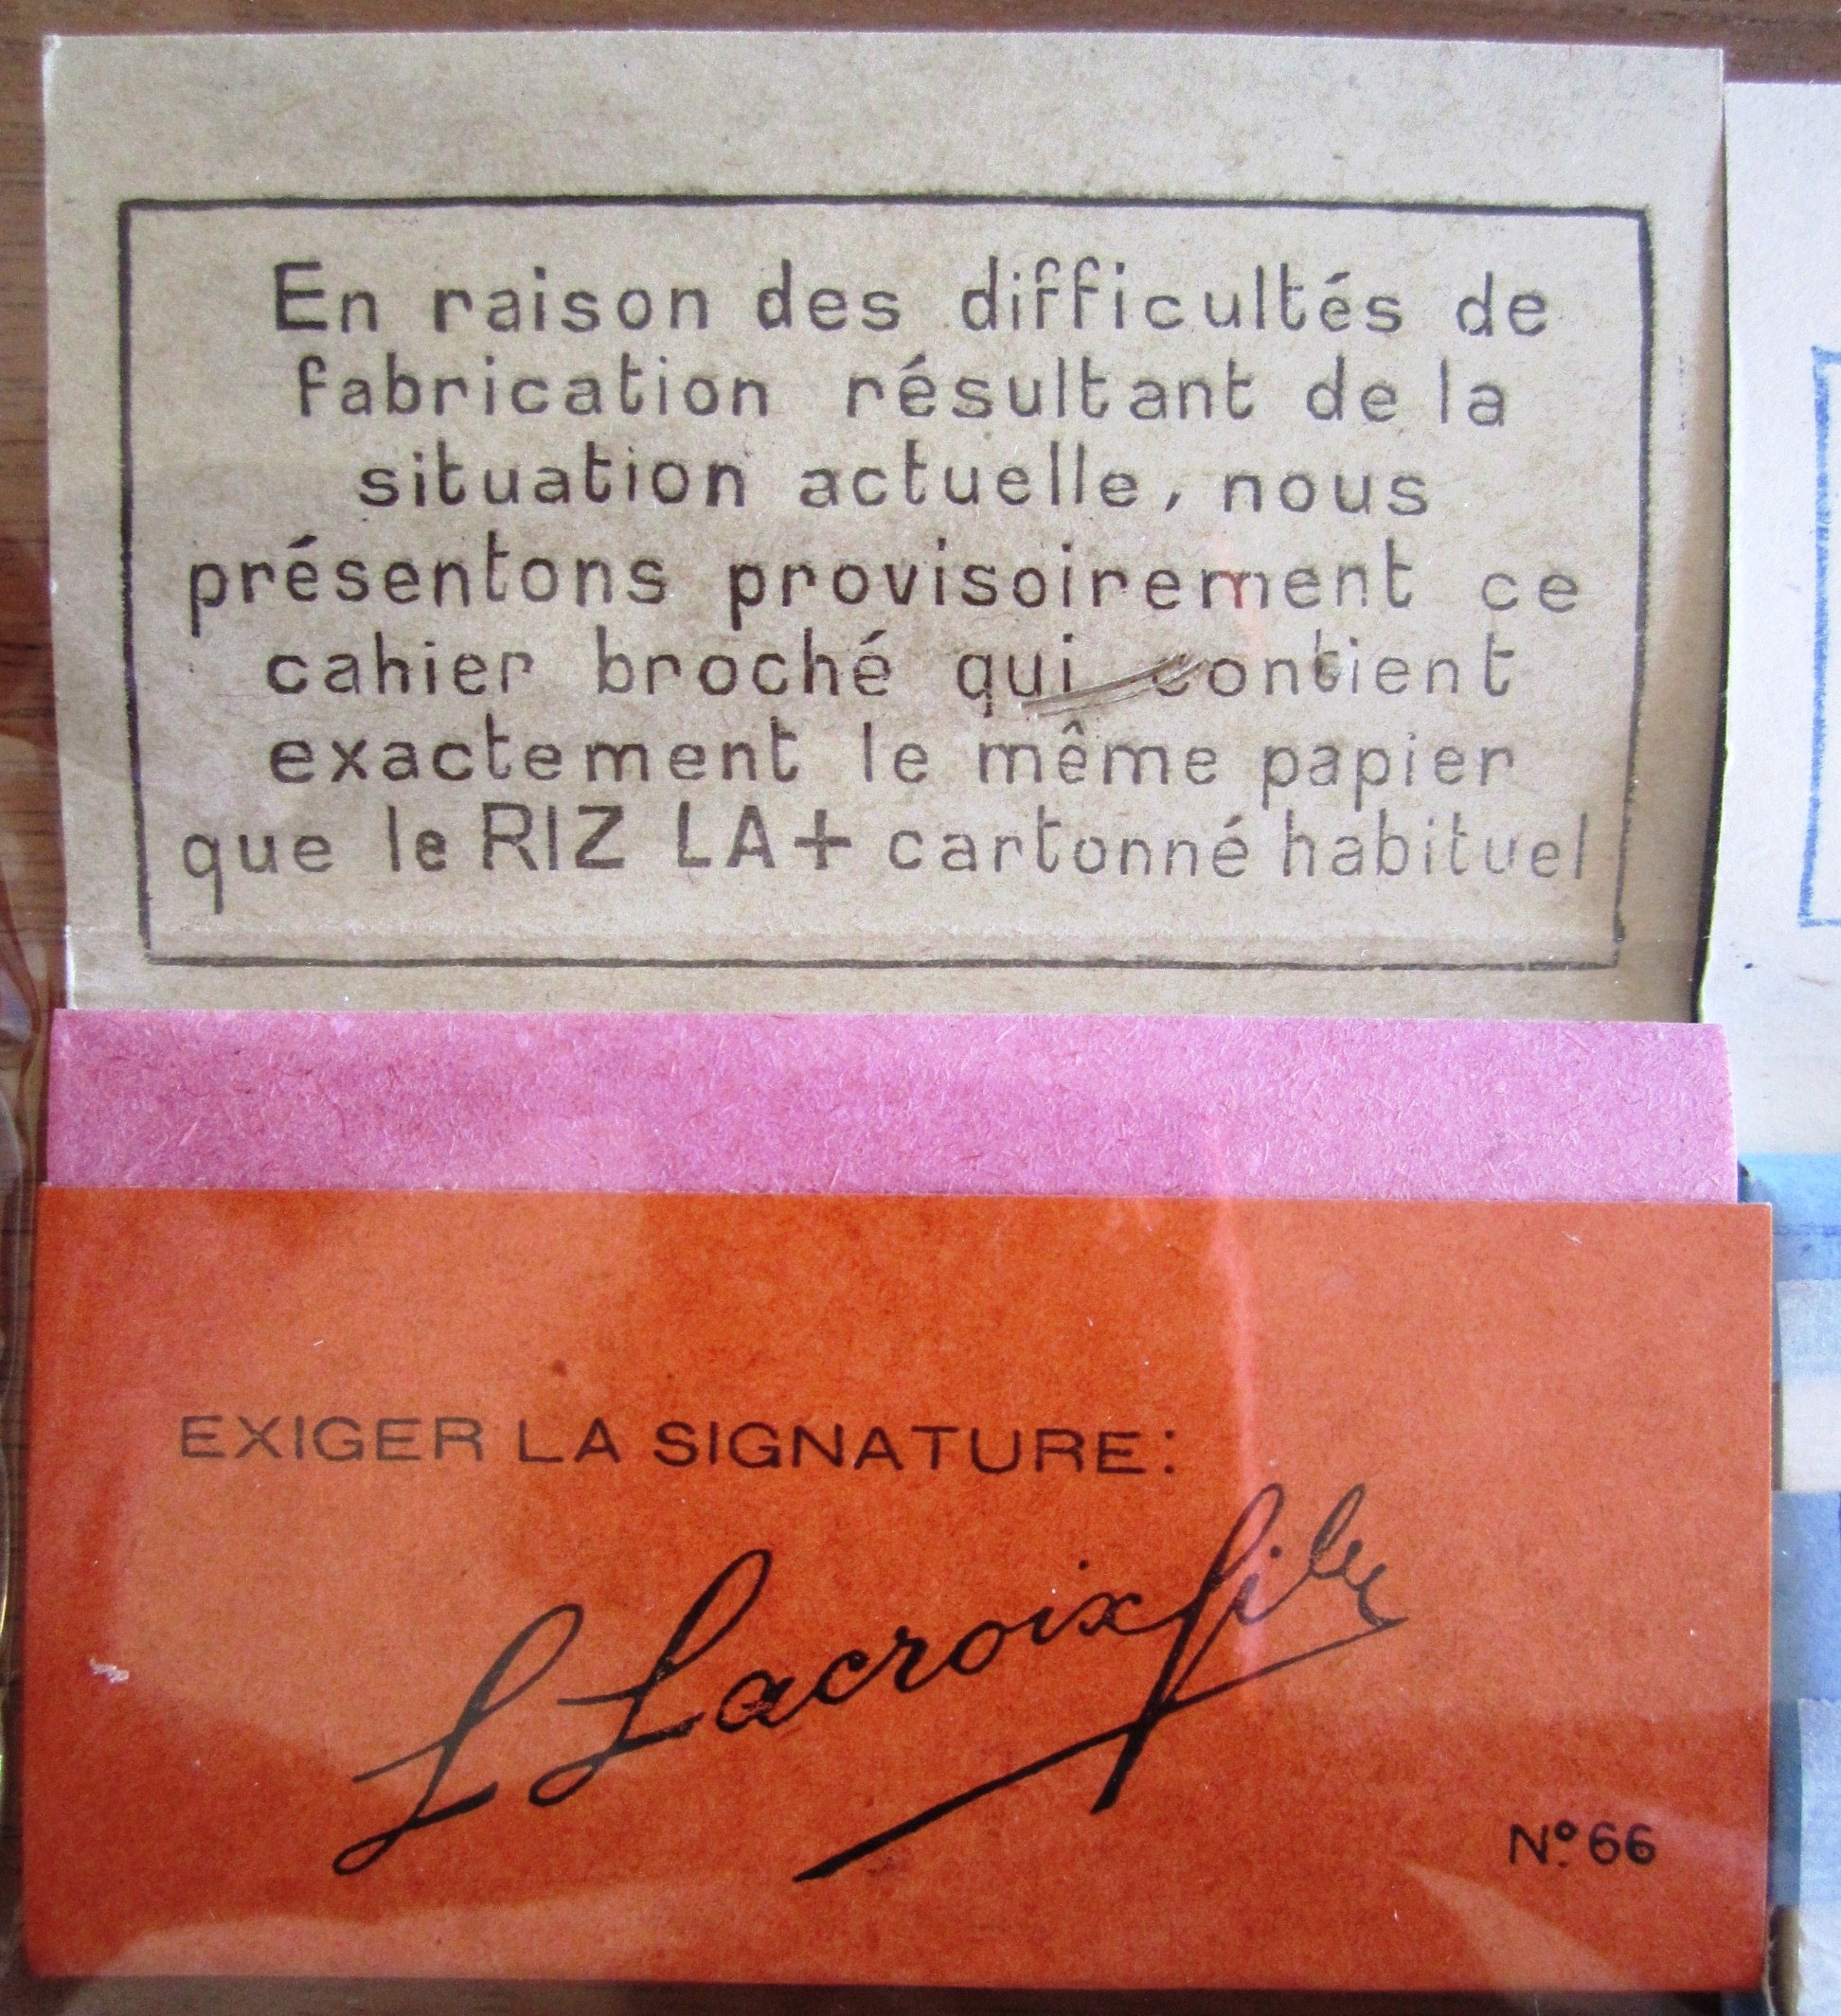 En raison des difficultés de
fabrication résultant de la
situation actuelle, nous
présentons provisoirement ce
cahier broché qui contient
exactement le même papier
que le RIZ LA+ cartonné habituel
EXIGER LA SIGNATURE:
L Lacroix fils
Nº 66